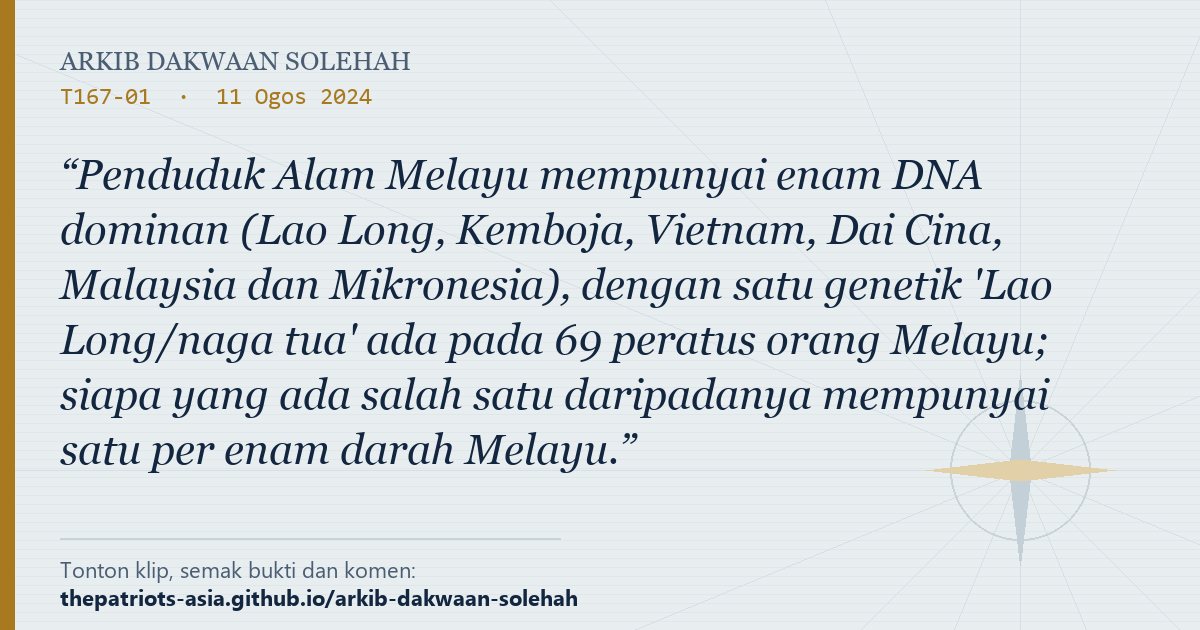 ARKIB DAKWAAN SOLEHAH
T167-01 · 11 Ogos 2024
“Penduduk Alam Melayu mempunyai enam DNA
dominan (Lao Long, Kemboja, Vietnam, Dai Cina,
Malaysia dan Mikronesia), dengan satu genetik 'Lao
Long/naga tua' ada pada 69 peratus orang Melayu;
siapa yang ada salah satu daripadanya mempunyai
satu per enam darah Melayu.”
Tonton klip, semak bukti dan komen:
thepatriots-asia.github.io/arkib-dakwaan-solehah